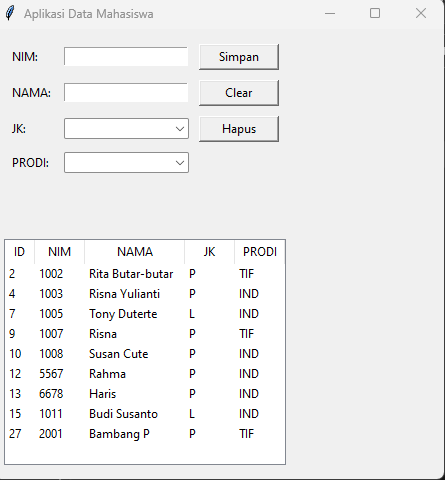 Aplikasi Data Mahasiswa
NIM: Simpan
NAMA: Clear
JK: Hapus
PRODI:
ID NIM NAMA JK PRODI
2 1002 Rita Butar-butar P TIF
4 1003 Risna Yulianti P IND
7 1005 Tony Duterte L IND
9 1007 Risna P TIF
10 1008 Susan Cute P IND
12 5567 Rahma P IND
13 6678 Haris P IND
15 1011 Budi Susanto L IND
27 2001 Bambang P P TIF